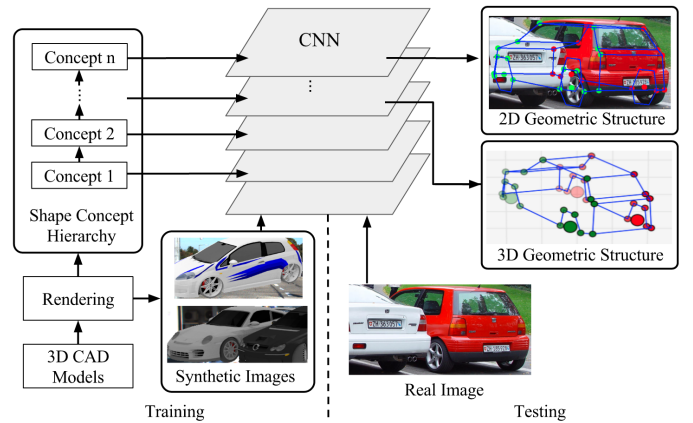 Concept n
⋮
Concept 2
Concept 1
Shape Concept
Hierarchy
Rendering
3D CAD
Models
Synthetic Images
CNN
...
2D Geometric Structure
3D Geometric Structure
Real Image
Training
Testing